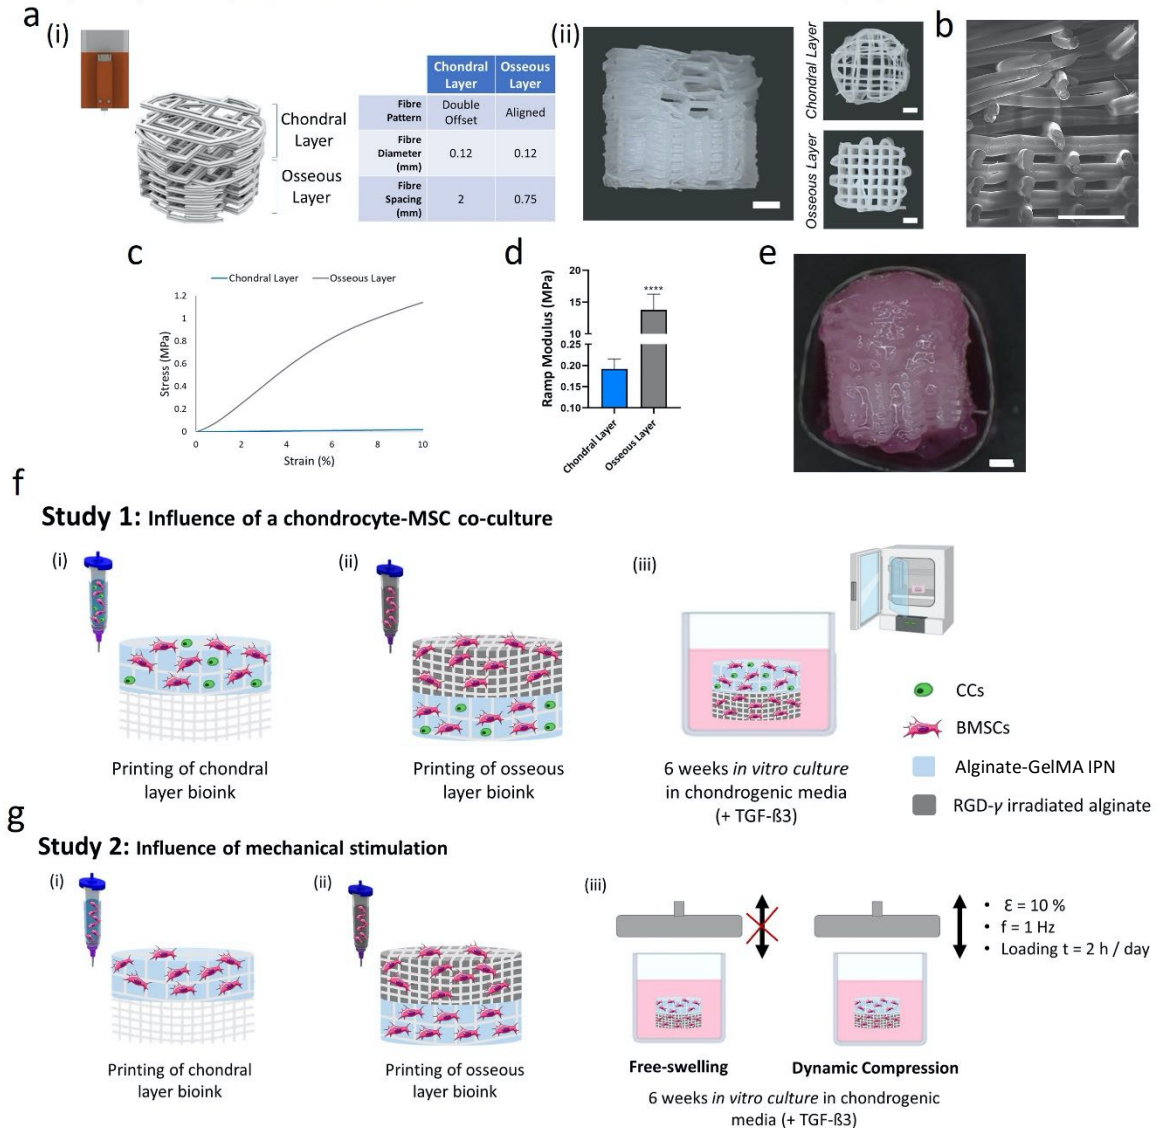 a
(i)
Chondral
Layer
Osseous
Layer
Chondral
Layer
Osseous
Layer
Fibre
Pattern
Double
Offset
Aligned
Fibre
Diameter
(mm)
0.12
0.12
Fibre
Spacing
(mm)
2
0.75
(ii)
Chondral Layer
Osseous Layer
b
c
Chondral Layer
Osseous Layer
Stress (MPa)
1.2
1
0.8
0.6
0.4
0.2
0
0
2
4
6
8
10
Strain (%)
d
Ramp Modulus (MPa)
20
15
10
0.25
0.20
0.15
0.10
****
Chondral Layer
Osseous Layer
e
f
Study 1: Influence of a chondrocyte-MSC co-culture
(i)
Printing of chondral
layer bioink
(ii)
Printing of osseous
layer bioink
(iii)
6 weeks in vitro culture
in chondrogenic media
(+ TGF-ß3)
CCs
BMSCs
Alginate-GelMA IPN
RGD-γ irradiated alginate
g
Study 2: Influence of mechanical stimulation
(i)
Printing of chondral
layer bioink
(ii)
Printing of osseous
layer bioink
(iii)
• Ɛ = 10 %
• f = 1 Hz
• Loading t = 2 h / day
Free-swelling
Dynamic Compression
6 weeks in vitro culture in chondrogenic
media (+ TGF-ß3)